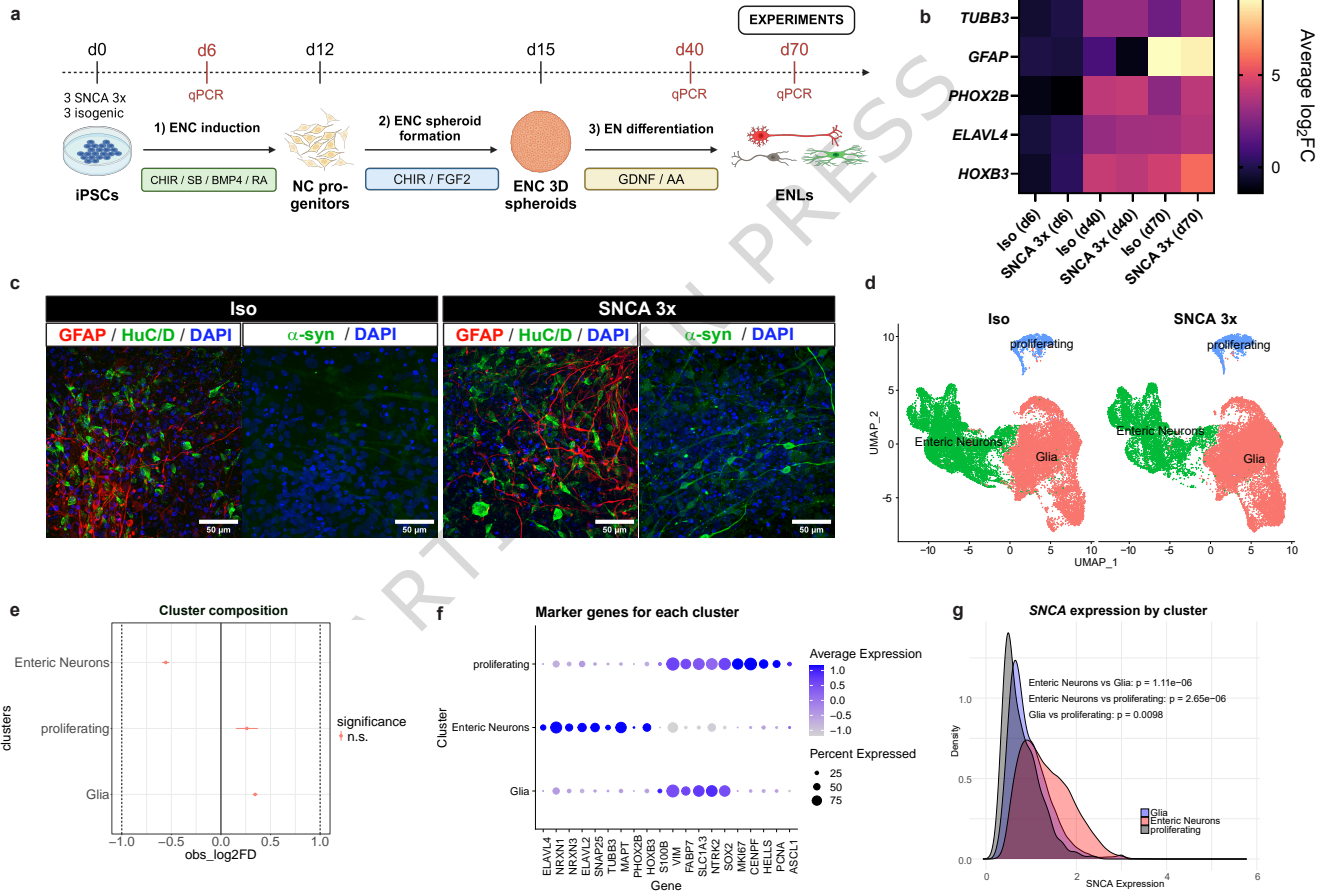 a
EXPERIMENTS
d0
d6
d12
d15
d40
d70
qPCR
qPCR
qPCR
3 SNCA 3x
3 isogenic
1) ENC induction
2) ENC spheroid
formation
3) EN differentiation
CHIR / SB / BMP4 / RA
CHIR / FGF2
GDNF / AA
iPSCs
NC pro-
genitors
ENC 3D
spheroids
ENLs
b
TUBB3
GFAP
PHOX2B
ELAVL4
HOXB3
Iso (d6)
SNCA 3x (d6)
Iso (d40)
SNCA 3x (d40)
Iso (d70)
SNCA 3x (d70)
5
0
Average log2FC
c
Iso
SNCA 3x
GFAP / HuC/D / DAPI
α-syn / DAPI
GFAP / HuC/D / DAPI
α-syn / DAPI
50 µm
50 µm
50 µm
50 µm
d
Iso
SNCA 3x
proliferating
proliferating
Enteric Neurons
Enteric Neurons
Glia
Glia
UMAP_2
10
5
0
−5
−10
−5
0
5
10
−10
−5
0
5
10
UMAP_1
e
Cluster composition
clusters
Enteric Neurons
proliferating
Glia
−1.0
−0.5
0.0
0.5
1.0
obs_log2FD
significance
n.s.
f
Marker genes for each cluster
Cluster
proliferating
Enteric Neurons
Glia
ELAVL4
NRXN1
NRXN3
ELAVL2
SNAP25
TUBB3
MAPT
PHOX2B
HOXB3
S100B
VIM
FABP7
SLC1A3
NTRK2
SOX2
MKI67
CENPF
HELLS
PCNA
ASCL1
Gene
Average Expression
1.0
0.5
0.0
−0.5
−1.0
Percent Expressed
25
50
75
g
SNCA expression by cluster
Enteric Neurons vs Glia: p = 1.11e−06
Enteric Neurons vs proliferating: p = 2.65e−06
Glia vs proliferating: p = 0.0098
Density
1.0
0.5
0.0
Glia
Enteric Neurons
proliferating
0
2
4
6
SNCA Expression
ARTICLE IN PRESS